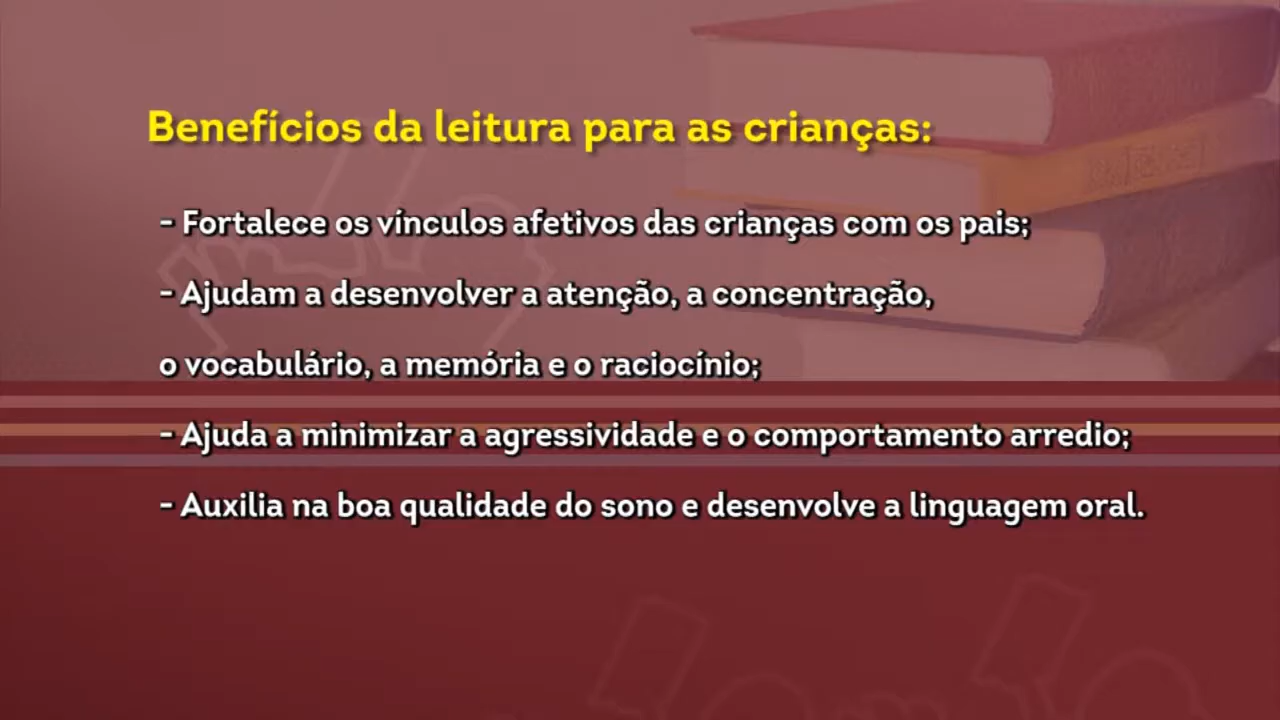 Benefícios da leitura para as crianças:
- Fortalece os vínculos afetivos das crianças com os pais;
- Ajudam a desenvolver a atenção, a concentração,
o vocabulário, a memória e o raciocínio;
- Ajuda a minimizar a agressividade e o comportamento arredio;
- Auxilia na boa qualidade do sono e desenvolve a linguagem oral.